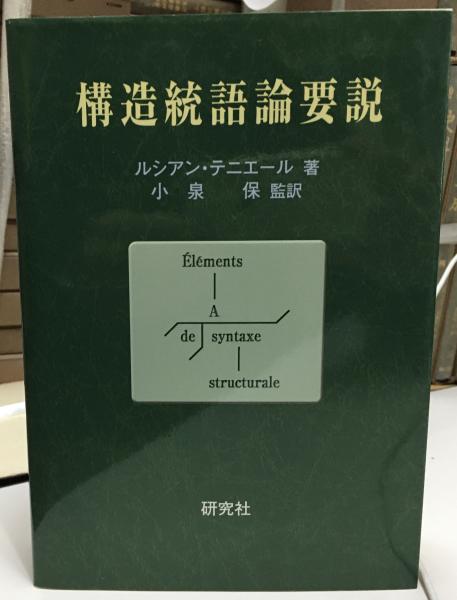 構造統語論要説
ルシアン・テニエール 著
小泉 保 監訳
Éléments
A
de syntaxe
structurale
研究社